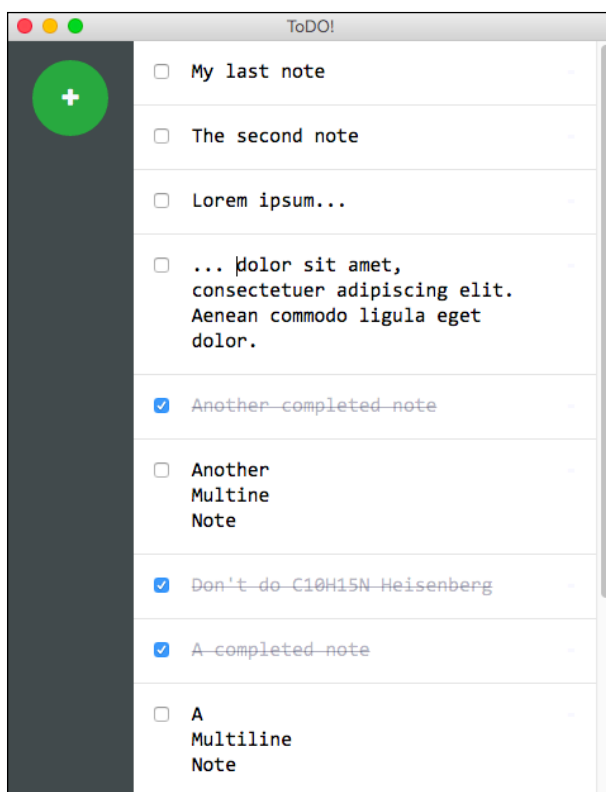 ToDO!
My last note
The second note
Lorem ipsum...
... dolor sit amet,
consectetuer adipiscing elit.
Aenean commodo ligula eget
dolor.
Another completed note
Another
Multine
Note
Don't do C10H15N Heisenberg
A completed note
A
Multiline
Note